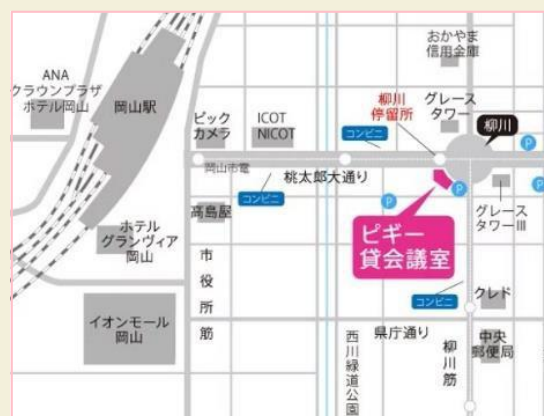 おかやま
信用金庫
ANA
クラウンプラザ
ホテル岡山
岡山駅
ビック
カメラ
ICOT
NICOT
コンビニ
柳川
停留所
グレース
タワー
柳川
P
岡山市電
桃太郎大通り
コンビニ
P
P
P
高島屋
ピギー
貸会議室
グレース
タワーⅢ
ホテル
グランヴィア
岡山
市役所筋
コンビニ
クレド
イオンモール
岡山
県庁通り
西川緑道公園
柳川筋
中央
郵便局